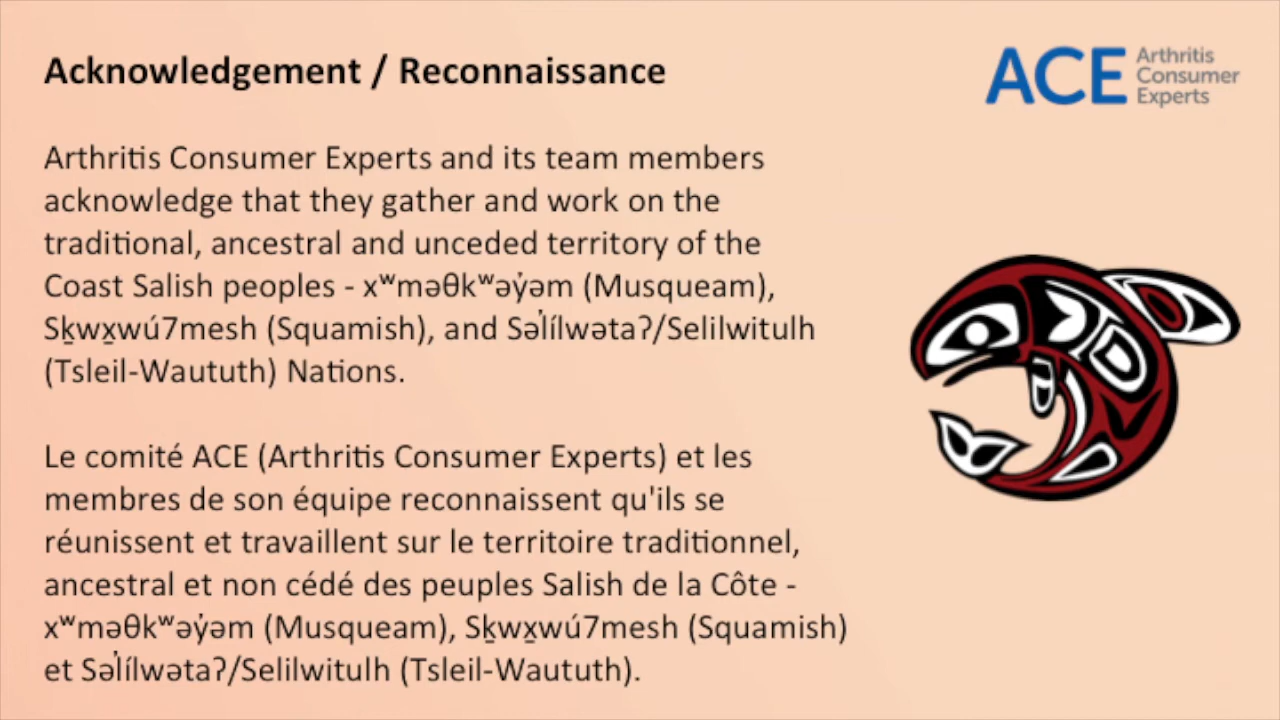 Acknowledgement / Reconnaissance
ACE Arthritis
Consumer
Experts
Arthritis Consumer Experts and its team members
acknowledge that they gather and work on the
traditional, ancestral and unceded territory of the
Coast Salish peoples - xʷməθkʷəy̓əm (Musqueam),
Sḵwx̱wú7mesh (Squamish), and Səl̓ílwətaʔ/Selilwitulh
(Tsleil-Waututh) Nations.
Le comité ACE (Arthritis Consumer Experts) et les
membres de son équipe reconnaissent qu'ils se
réunissent et travaillent sur le territoire traditionnel,
ancestral et non cédé des peuples Salish de la Côte -
xʷməθkʷəy̓əm (Musqueam), Sḵwx̱wú7mesh (Squamish)
et Səl̓ílwətaʔ/Selilwitulh (Tsleil-Waututh).